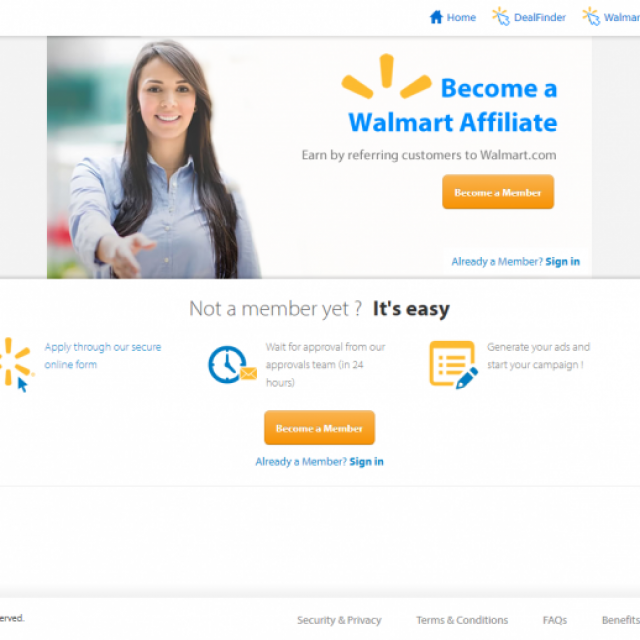 Home DealFinder Walmar
Become a
Walmart Affiliate
Earn by referring customers to Walmart.com
Become a Member
Already a Member? Sign in
Not a member yet ? It's easy
Apply through our secure
online form
Wait for approval from our
approvals team (in 24
hours)
Generate your ads and
start your campaign !
Become a Member
Already a Member? Sign in
erved.
Security & Privacy Terms & Conditions FAQs Benefits